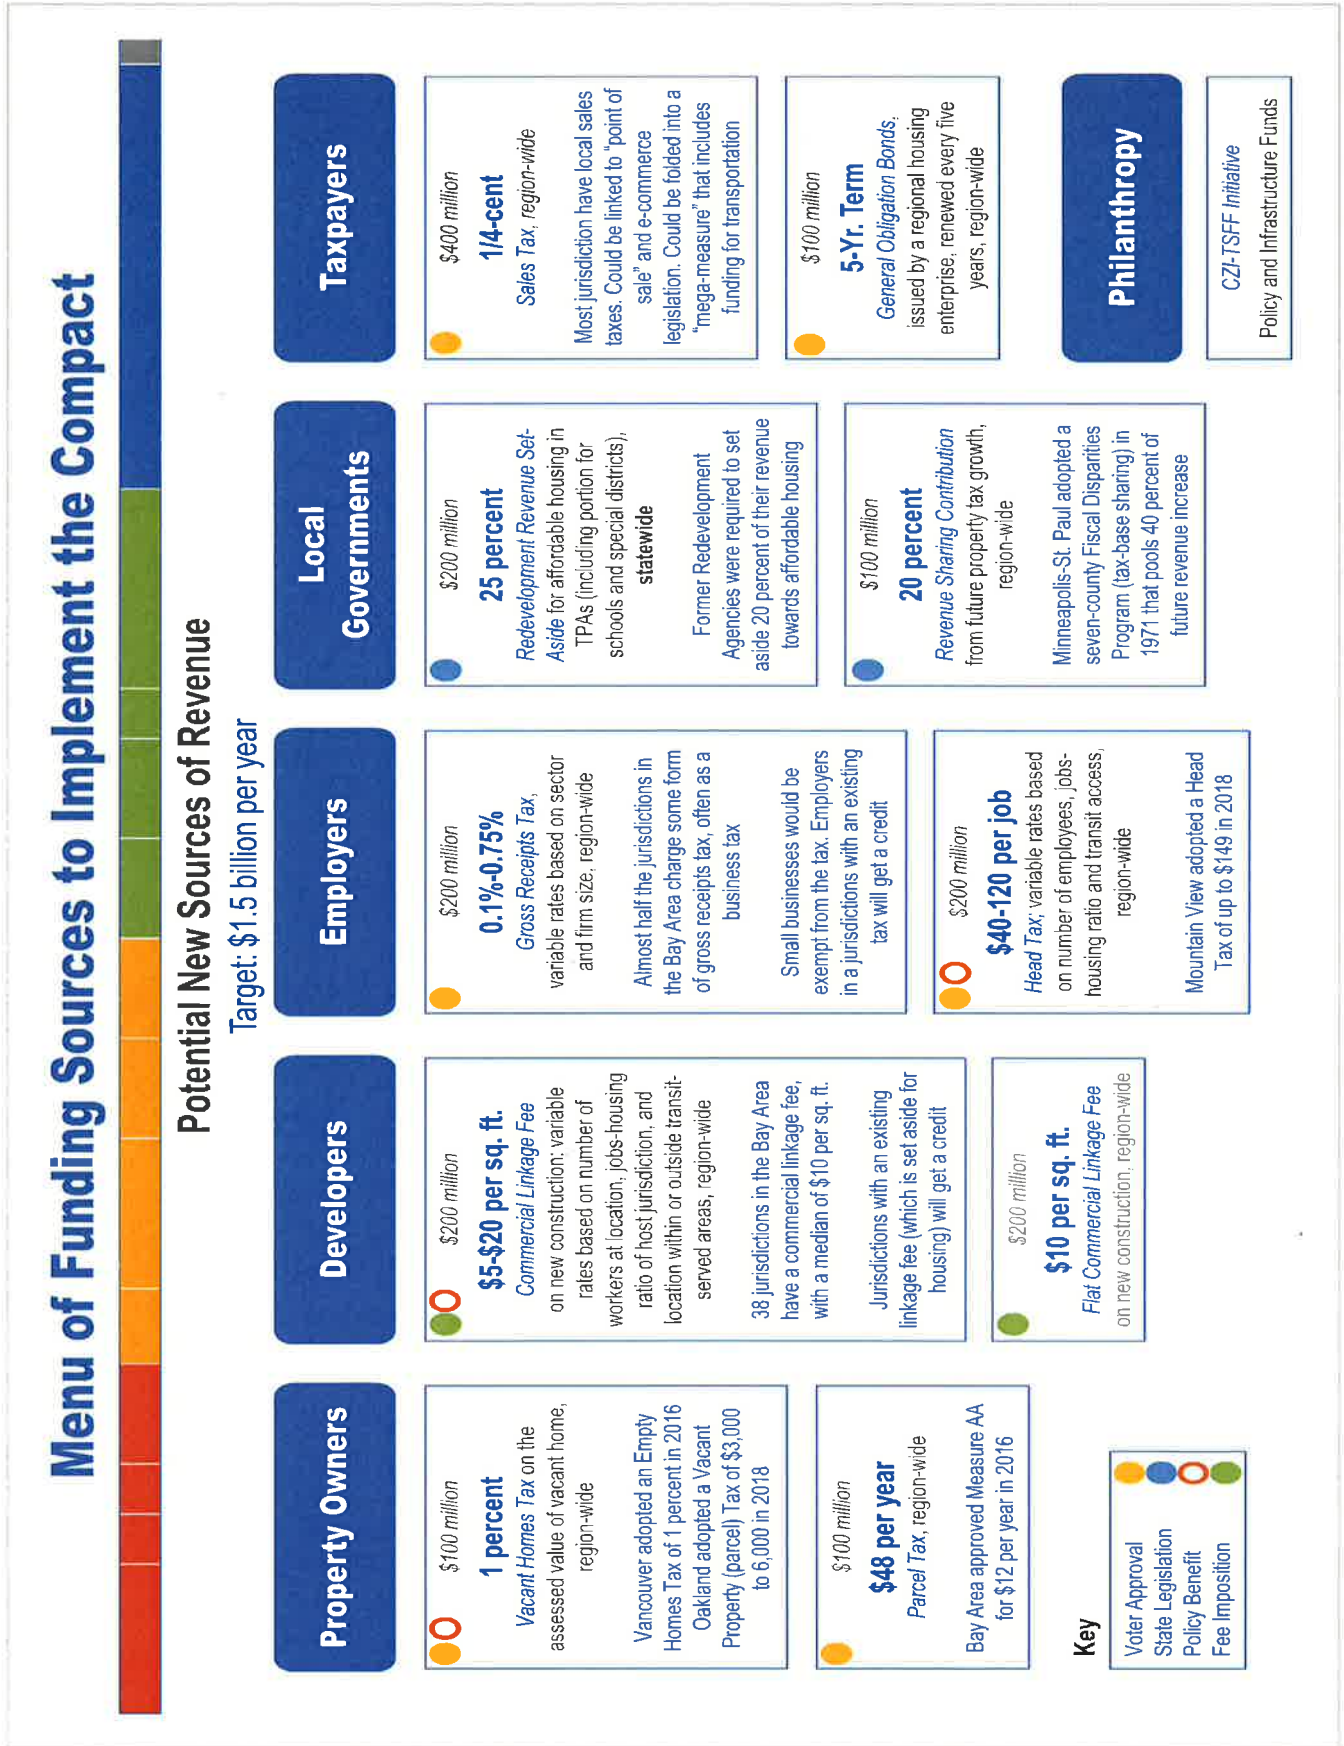 Menu of Funding Sources to Implement the Compact
Potential New Sources of Revenue
Target: $1.5 billion per year
Property Owners
$100 million
1 percent
Vacant Homes Tax on the
assessed value of vacant home,
region-wide
Vancouver adopted an Empty
Homes Tax of 1 percent in 2016
Oakland adopted a Vacant
Property (parcel) Tax of $3,000
to 6,000 in 2018
$100 million
$48 per year
Parcel Tax, region-wide
Bay Area approved Measure AA
for $12 per year in 2016
Key
Voter Approval
State Legislation
Policy Benefit
Fee Imposition
Developers
$200 million
$5-$20 per sq. ft.
Commercial Linkage Fee
on new construction; variable
rates based on number of
workers at location, jobs-housing
ratio of host jurisdiction, and
location within or outside transit-
served areas, region-wide
38 jurisdictions in the Bay Area
have a commercial linkage fee,
with a median of $10 per sq. ft.
Jurisdictions with an existing
linkage fee (which is set aside for
housing) will get a credit
$200 million
$10 per sq. ft.
Flat Commercial Linkage Fee
on new construction, region-wide
Employers
$200 million
0.1%-0.75%
Gross Receipts Tax,
variable rates based on sector
and firm size, region-wide
Almost half the jurisdictions in
the Bay Area charge some form
of gross receipts tax, often as a
business tax
Small businesses would be
exempt from the tax. Employers
in a jurisdictions with an existing
tax will get a credit
$200 million
$40-120 per job
Head Tax; variable rates based
on number of employees, jobs-
housing ratio and transit access,
region-wide
Mountain View adopted a Head
Tax of up to $149 in 2018
Local
Governments
$200 million
25 percent
Redevelopment Revenue Set-
Aside for affordable housing in
TPAs (including portion for
schools and special districts),
statewide
Former Redevelopment
Agencies were required to set
aside 20 percent of their revenue
towards affordable housing
$100 million
20 percent
Revenue Sharing Contribution
from future property tax growth,
region-wide
Minneapolis-St. Paul adopted a
seven-county Fiscal Disparities
Program (tax-base sharing) in
1971 that pools 40 percent of
future revenue increase
Taxpayers
$400 million
1/4-cent
Sales Tax, region-wide
Most jurisdiction have local sales
taxes. Could be linked to "point of
sale" and e-commerce
legislation. Could be folded into a
"mega-measure" that includes
funding for transportation
$100 million
5-Yr. Term
General Obligation Bonds,
issued by a regional housing
enterprise, renewed every five
years, region-wide
Philanthropy
CZI-TSFF Initiative
Policy and Infrastructure Funds